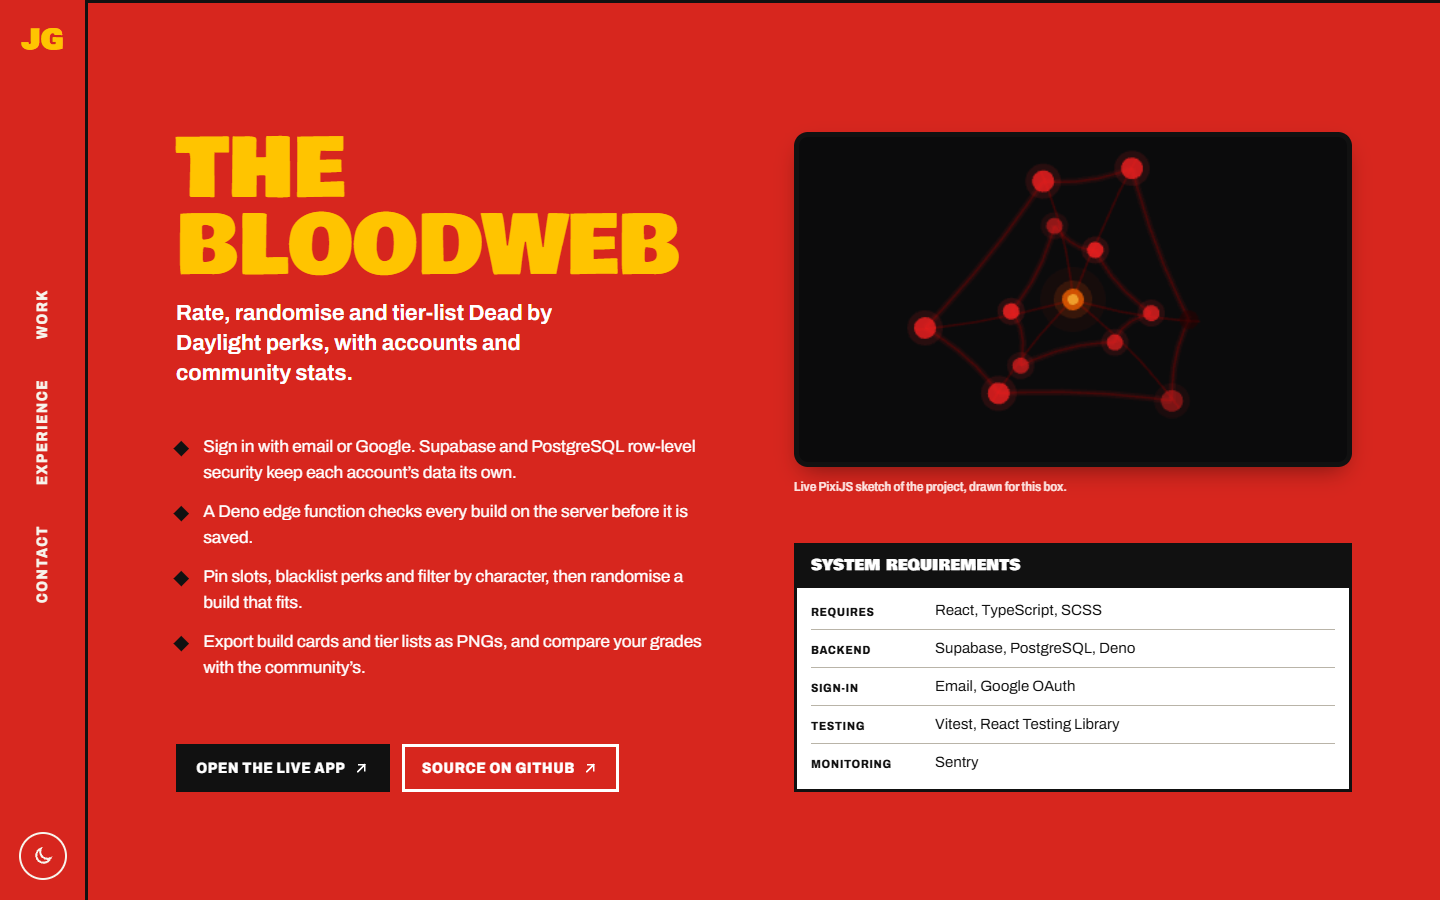 JG
WORK
EXPERIENCE
CONTACT
THE
BLOODWEB
Rate, randomise and tier-list Dead by
Daylight perks, with accounts and
community stats.
Sign in with email or Google. Supabase and PostgreSQL row-level
security keep each account’s data its own.
A Deno edge function checks every build on the server before it is
saved.
Pin slots, blacklist perks and filter by character, then randomise a
build that fits.
Export build cards and tier lists as PNGs, and compare your grades
with the community’s.
OPEN THE LIVE APP
SOURCE ON GITHUB
Live PixiJS sketch of the project, drawn for this box.
SYSTEM REQUIREMENTS
REQUIRES React, TypeScript, SCSS
BACKEND Supabase, PostgreSQL, Deno
SIGN-IN Email, Google OAuth
TESTING Vitest, React Testing Library
MONITORING Sentry